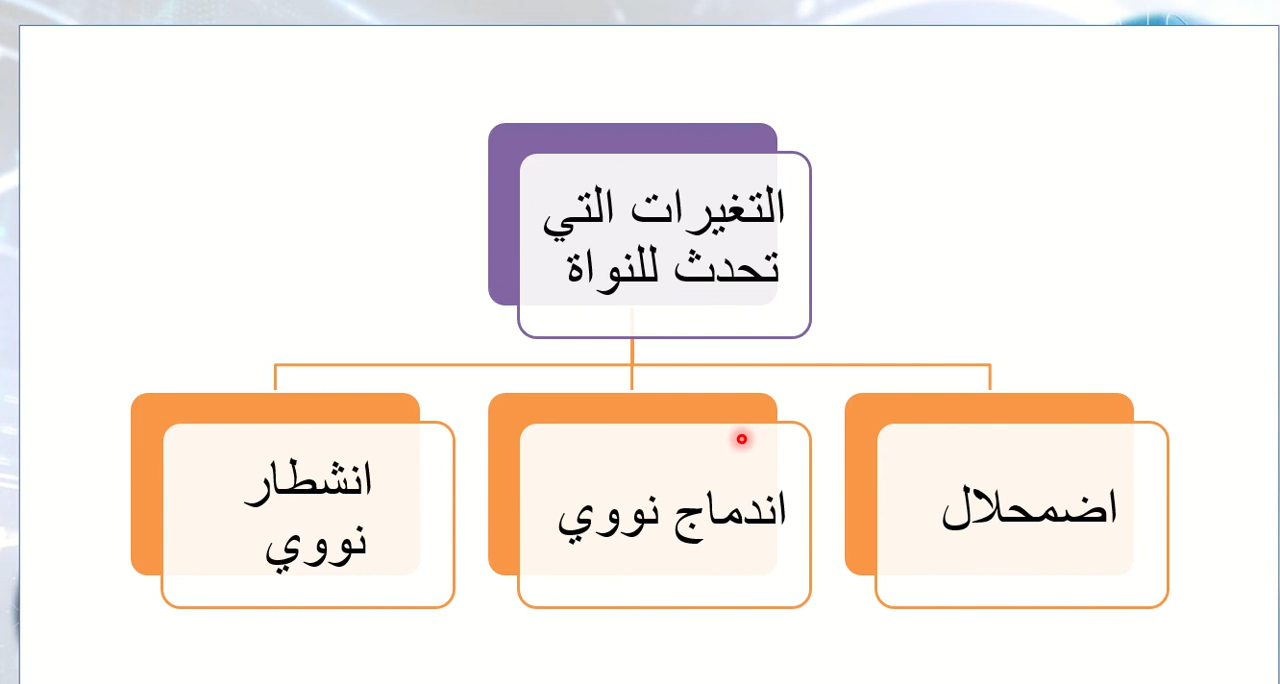 التغيرات التي
تحدث للنواة
اضمحلال
اندماج نووي
انشطار
نووي